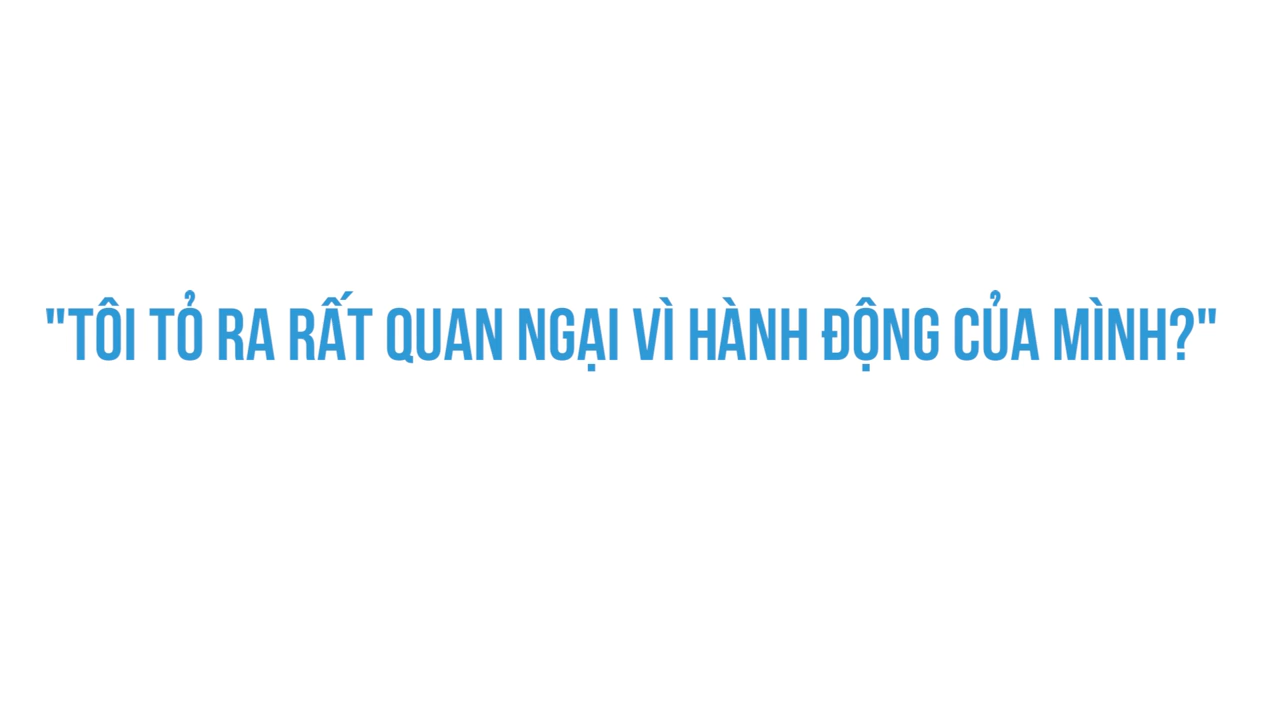 "TÔI TỎ RA RẤT QUAN NGẠI VÌ HÀNH ĐỘNG CỦA MÌNH?"